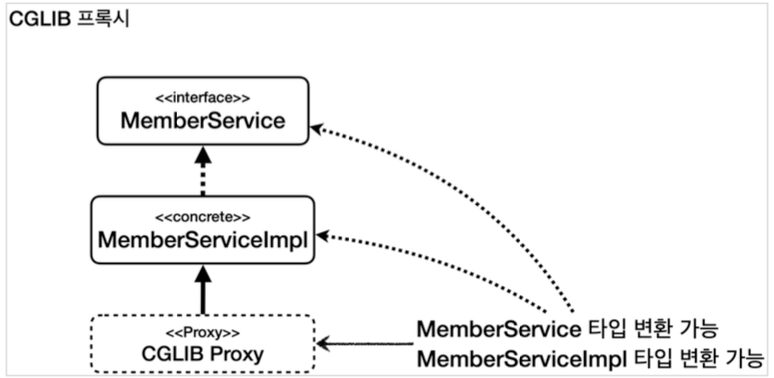 CGLIB 프록시
<<interface>>
MemberService
<<concrete>>
MemberServiceImpl
<<Proxy>>
CGLIB Proxy
MemberService 타입 변환 가능
MemberServiceImpl 타입 변환 가능